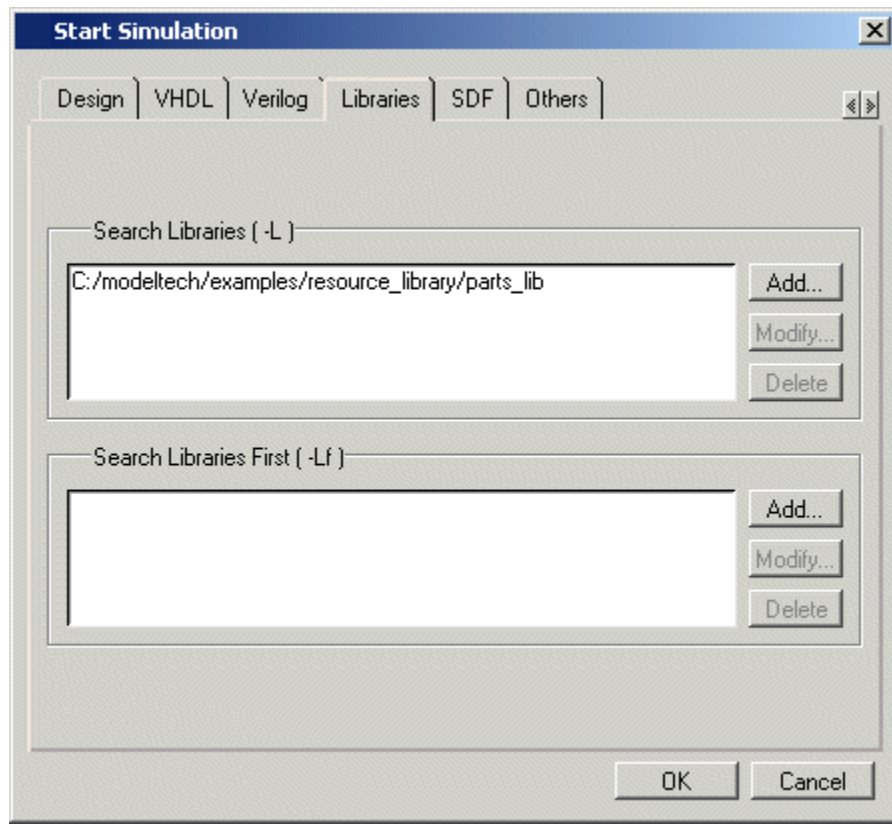 Start Simulation
Design VHDL Verilog Libraries SDF Others
Search Libraries ( -L )
C:/modeltech/examples/resource_library/parts_lib
Add...
Modify...
Delete
Search Libraries First ( -Lf )
Add...
Modify...
Delete
OK Cancel